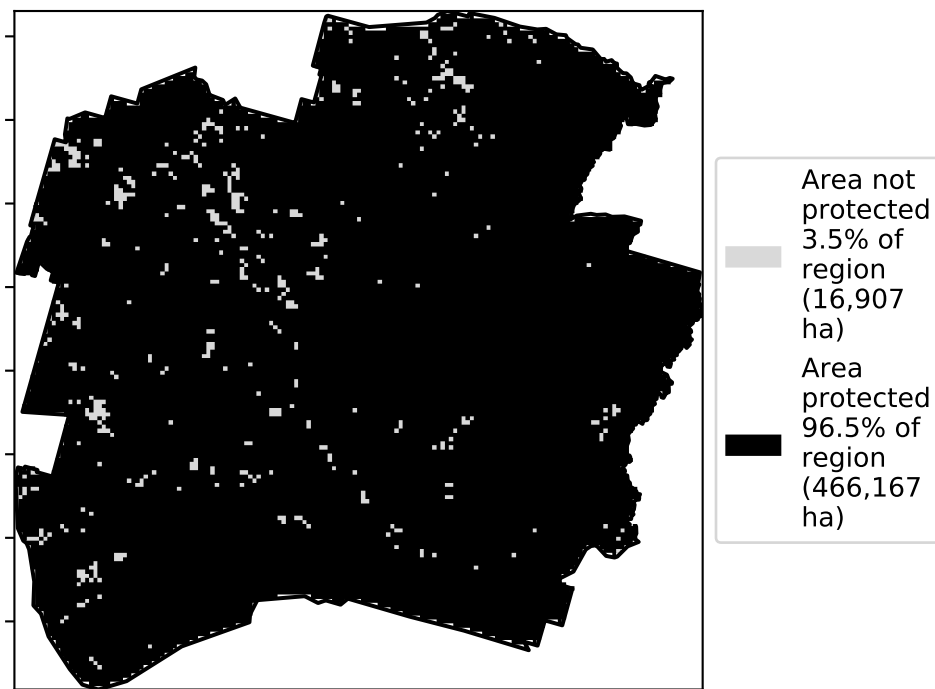 Area not
protected
3.5% of
region
(16,907
ha)
Area
protected
96.5% of
region
(466,167
ha)